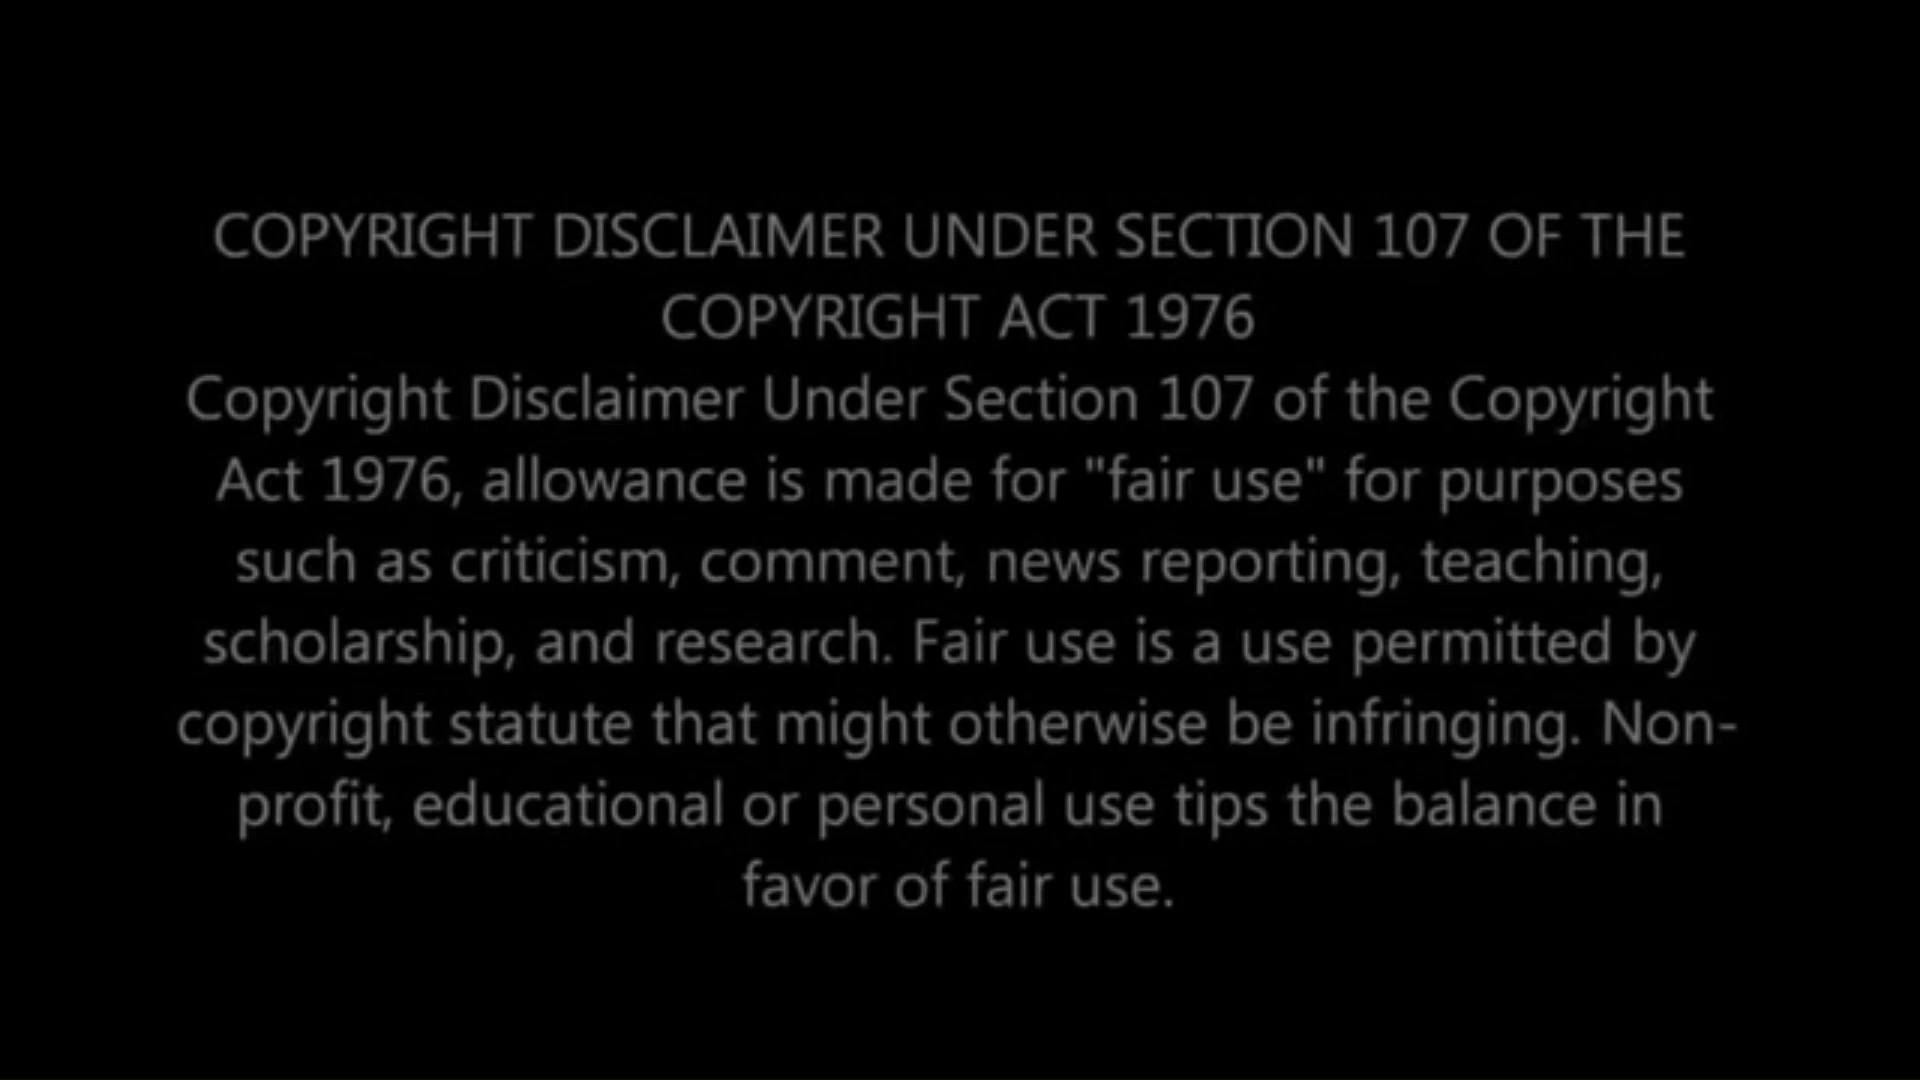 COPYRIGHT DISCLAIMER UNDER SECTION 107 OF THE
COPYRIGHT ACT 1976
Copyright Disclaimer Under Section 107 of the Copyright
Act 1976, allowance is made for "fair use" for purposes
such as criticism, comment, news reporting, teaching,
scholarship, and research. Fair use is a use permitted by
copyright statute that might otherwise be infringing. Non-
profit, educational or personal use tips the balance in
favor of fair use.